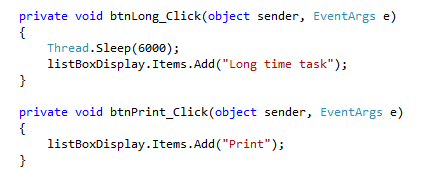 private void btnLong_Click(object sender, EventArgs e)
{
    Thread.Sleep(6000);
    listBoxDisplay.Items.Add("Long time task");
}
private void btnPrint_Click(object sender, EventArgs e)
{
    listBoxDisplay.Items.Add("Print");
}